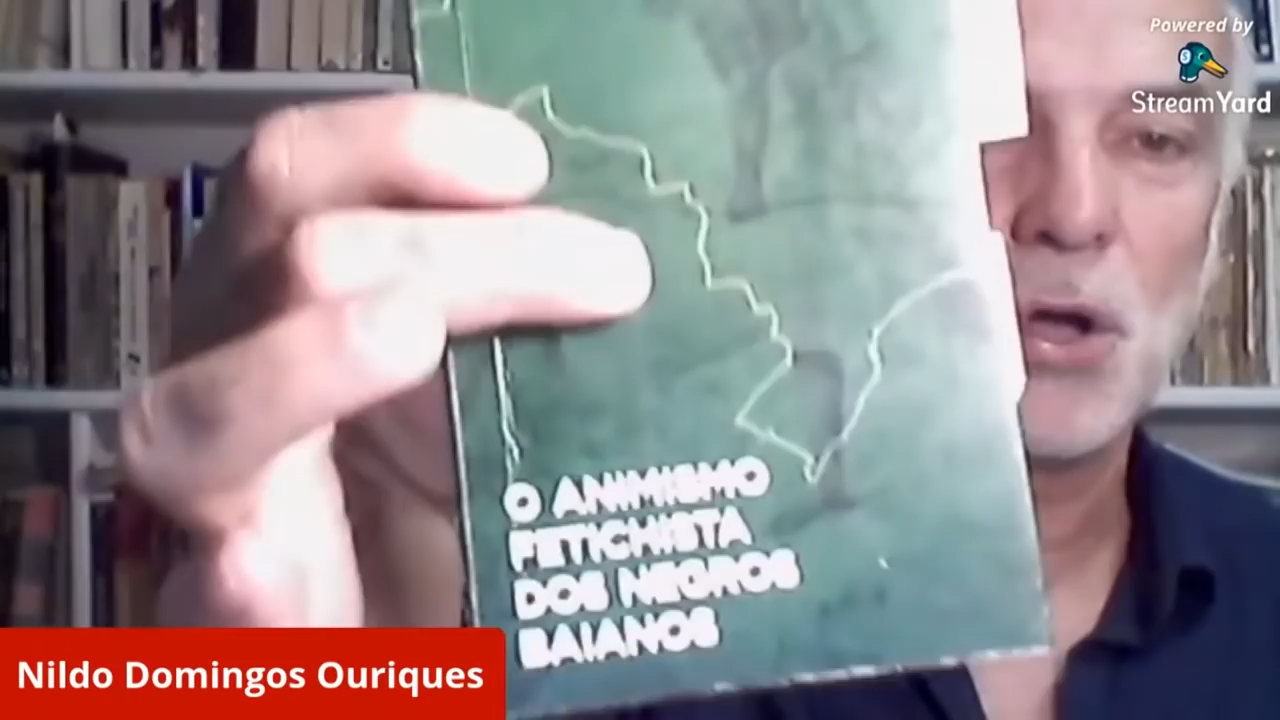 Powered by
StreamYard
O ANIMISMO
FETICHISTA
DOS NEGROS
BAIANOS
Nildo Domingos Ouriques